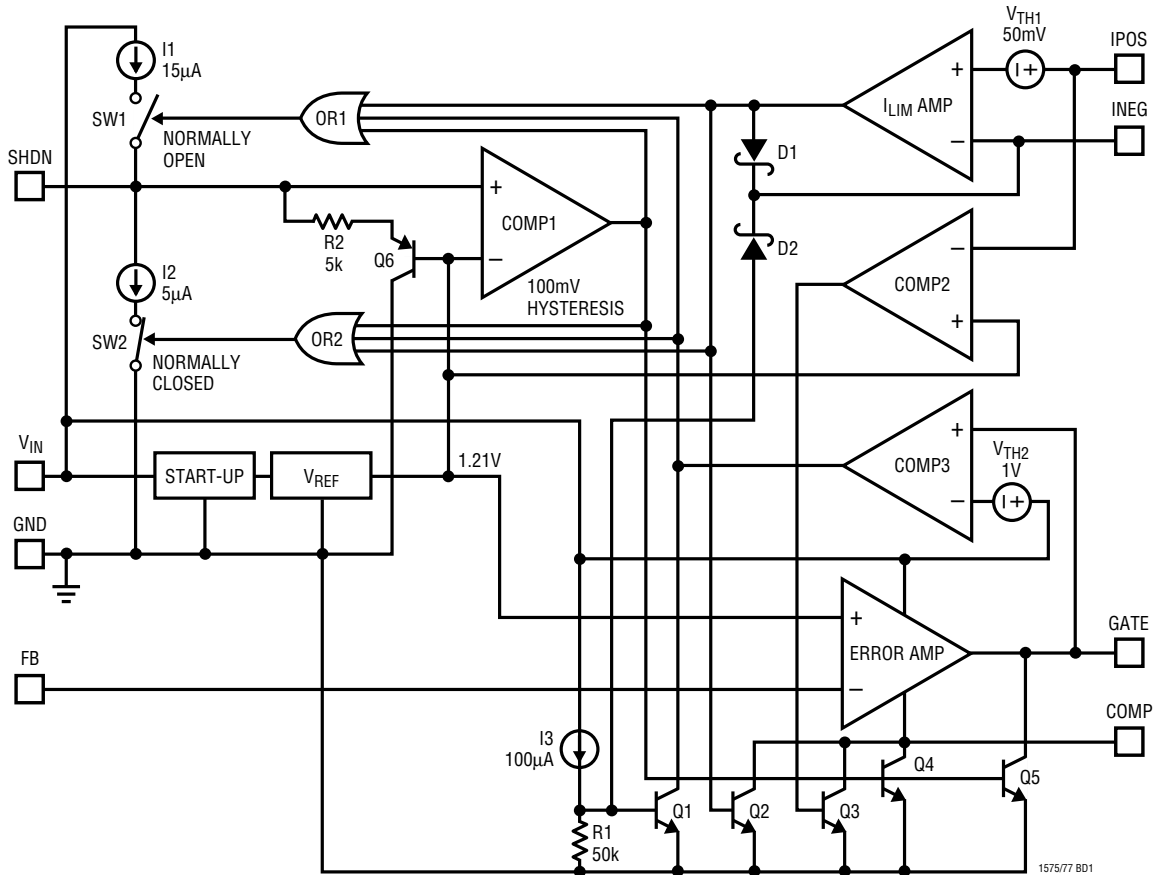 V_TH1
50mV
IPOS
INEG
I1
15µA
SW1
NORMALLY
OPEN
OR1
+
I_LIM AMP
−
D1
SHDN
+
COMP1
−
R2
5k
Q6
100mV
HYSTERESIS
D2
−
COMP2
+
I2
5µA
SW2
NORMALLY
CLOSED
OR2
V_IN
START-UP
V_REF
1.21V
+
COMP3
−
V_TH2
1V
GND
+
ERROR AMP
−
GATE
FB
COMP
I3
100µA
Q4
Q5
Q1
Q2
Q3
R1
50k
1575/77 BD1